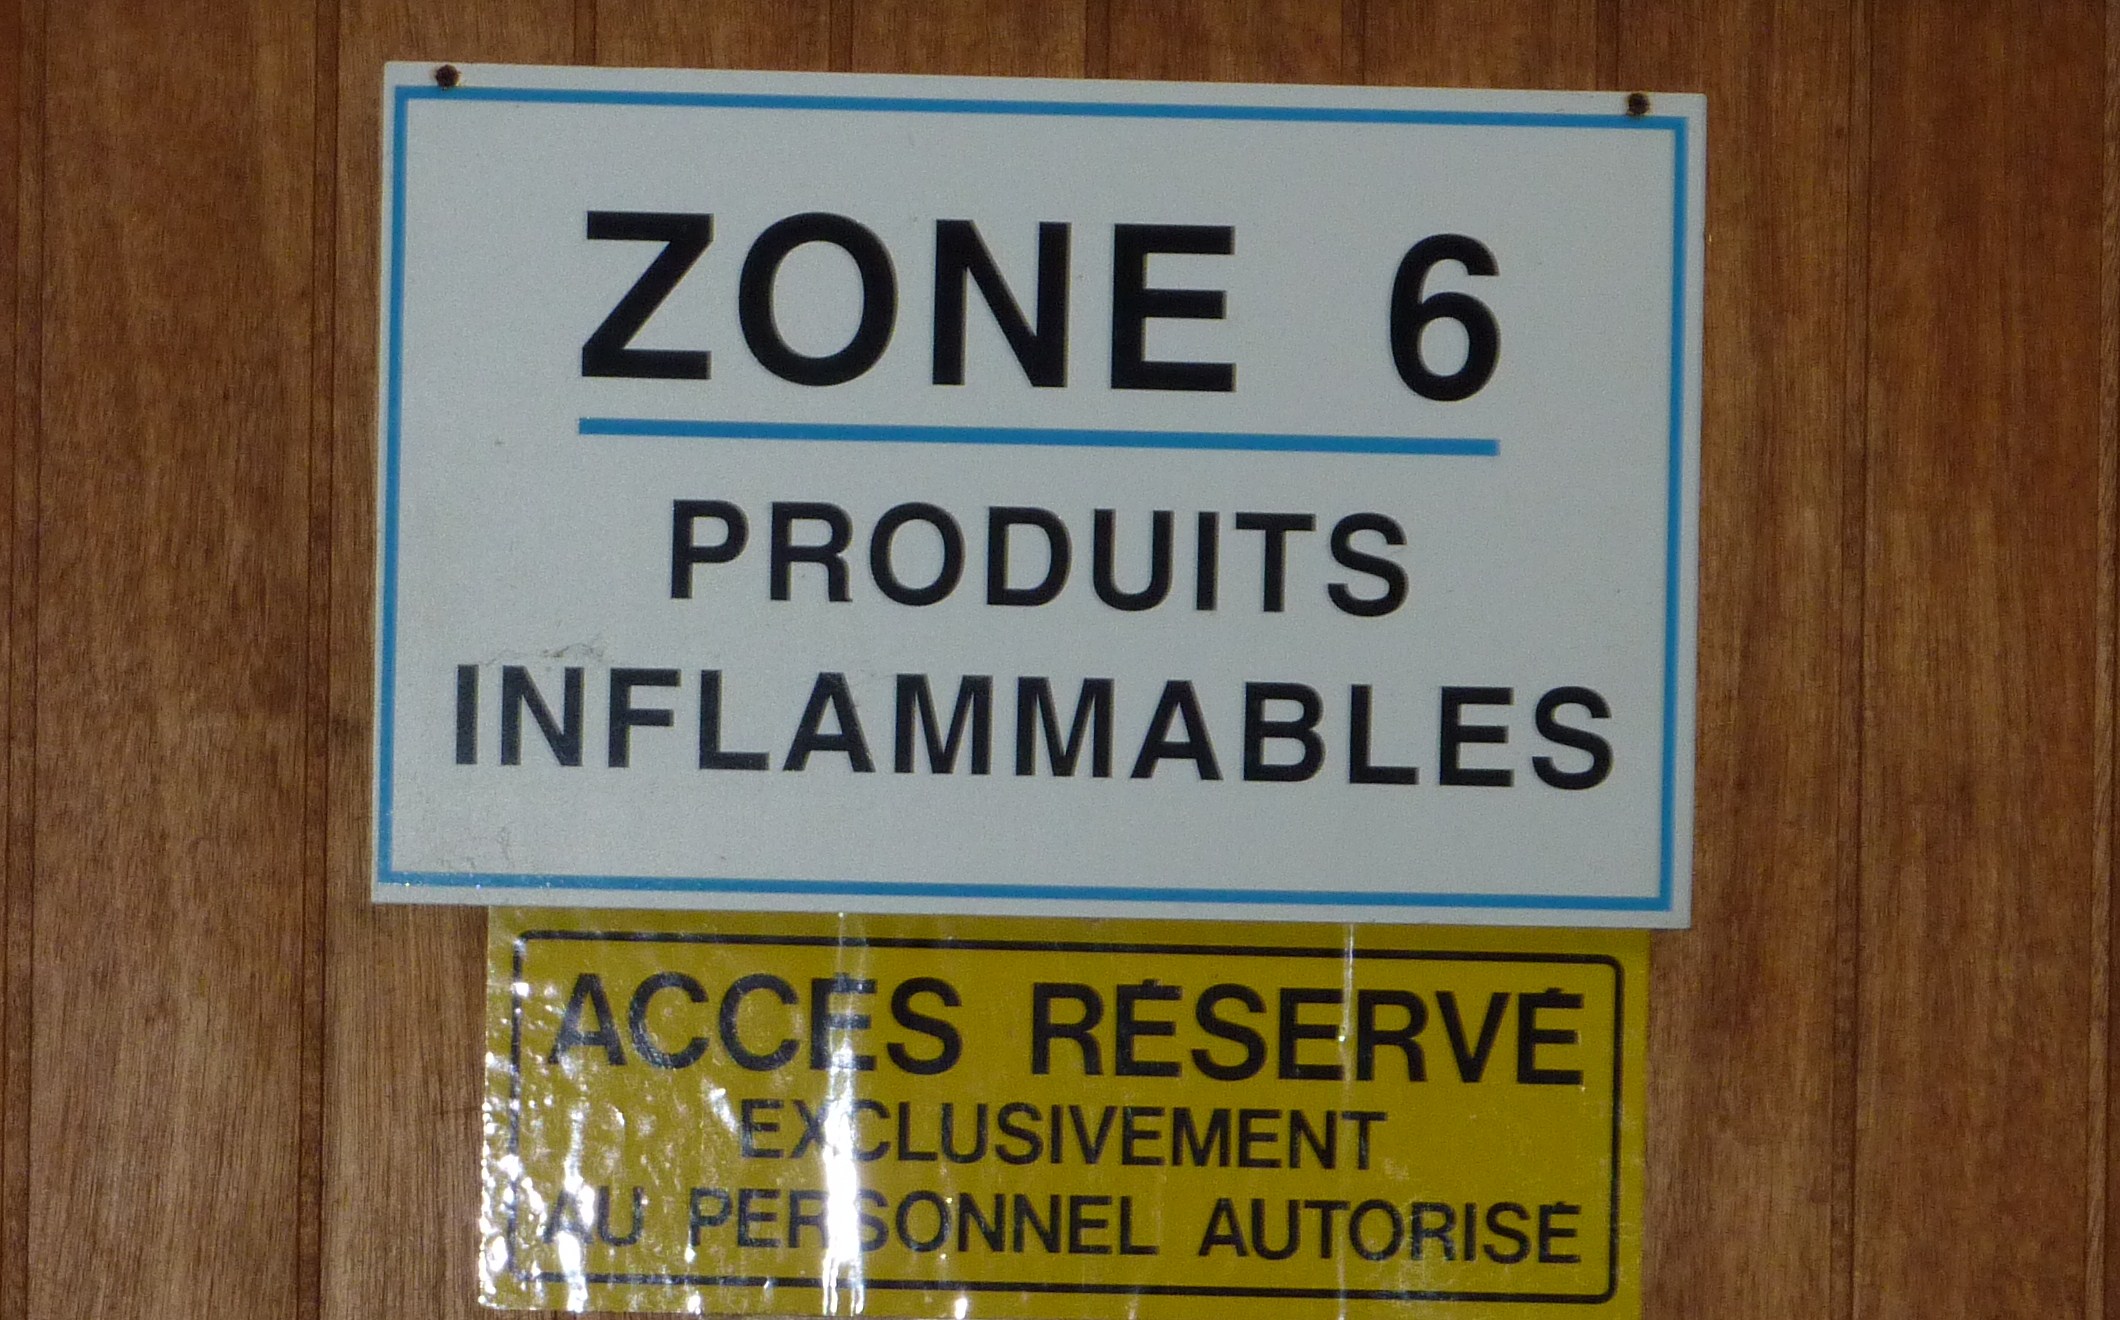 ZONE 6
PRODUITS
INFLAMMABLES
ACCÈS RÉSERVÉ
EXCLUSIVEMENT
AU PERSONNEL AUTORISÉ